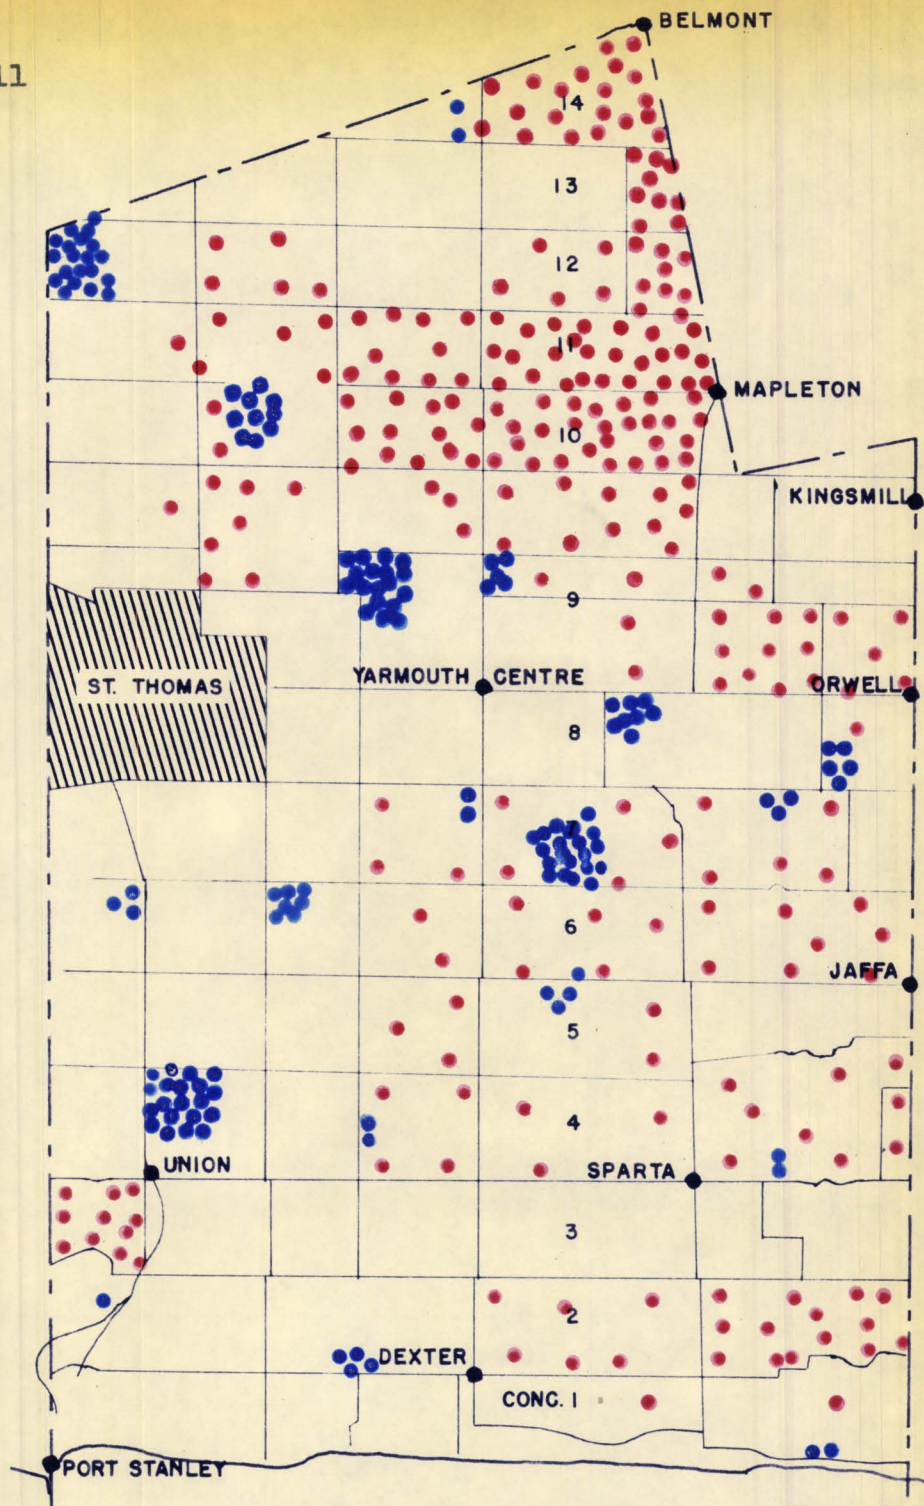 BELMONT
11
14
13
12
11
MAPLETON
10
KINGSMILL
9
ST. THOMAS
YARMOUTH CENTRE
ORWELL
8
7
6
JAFFA
5
4
UNION
SPARTA
3
2
DEXTER
CONC. 1
PORT STANLEY